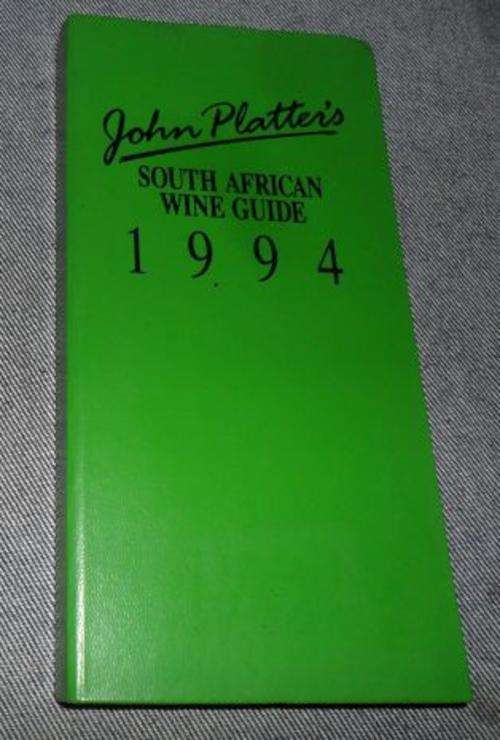 John Platter's
SOUTH AFRICAN
WINE GUIDE
1994